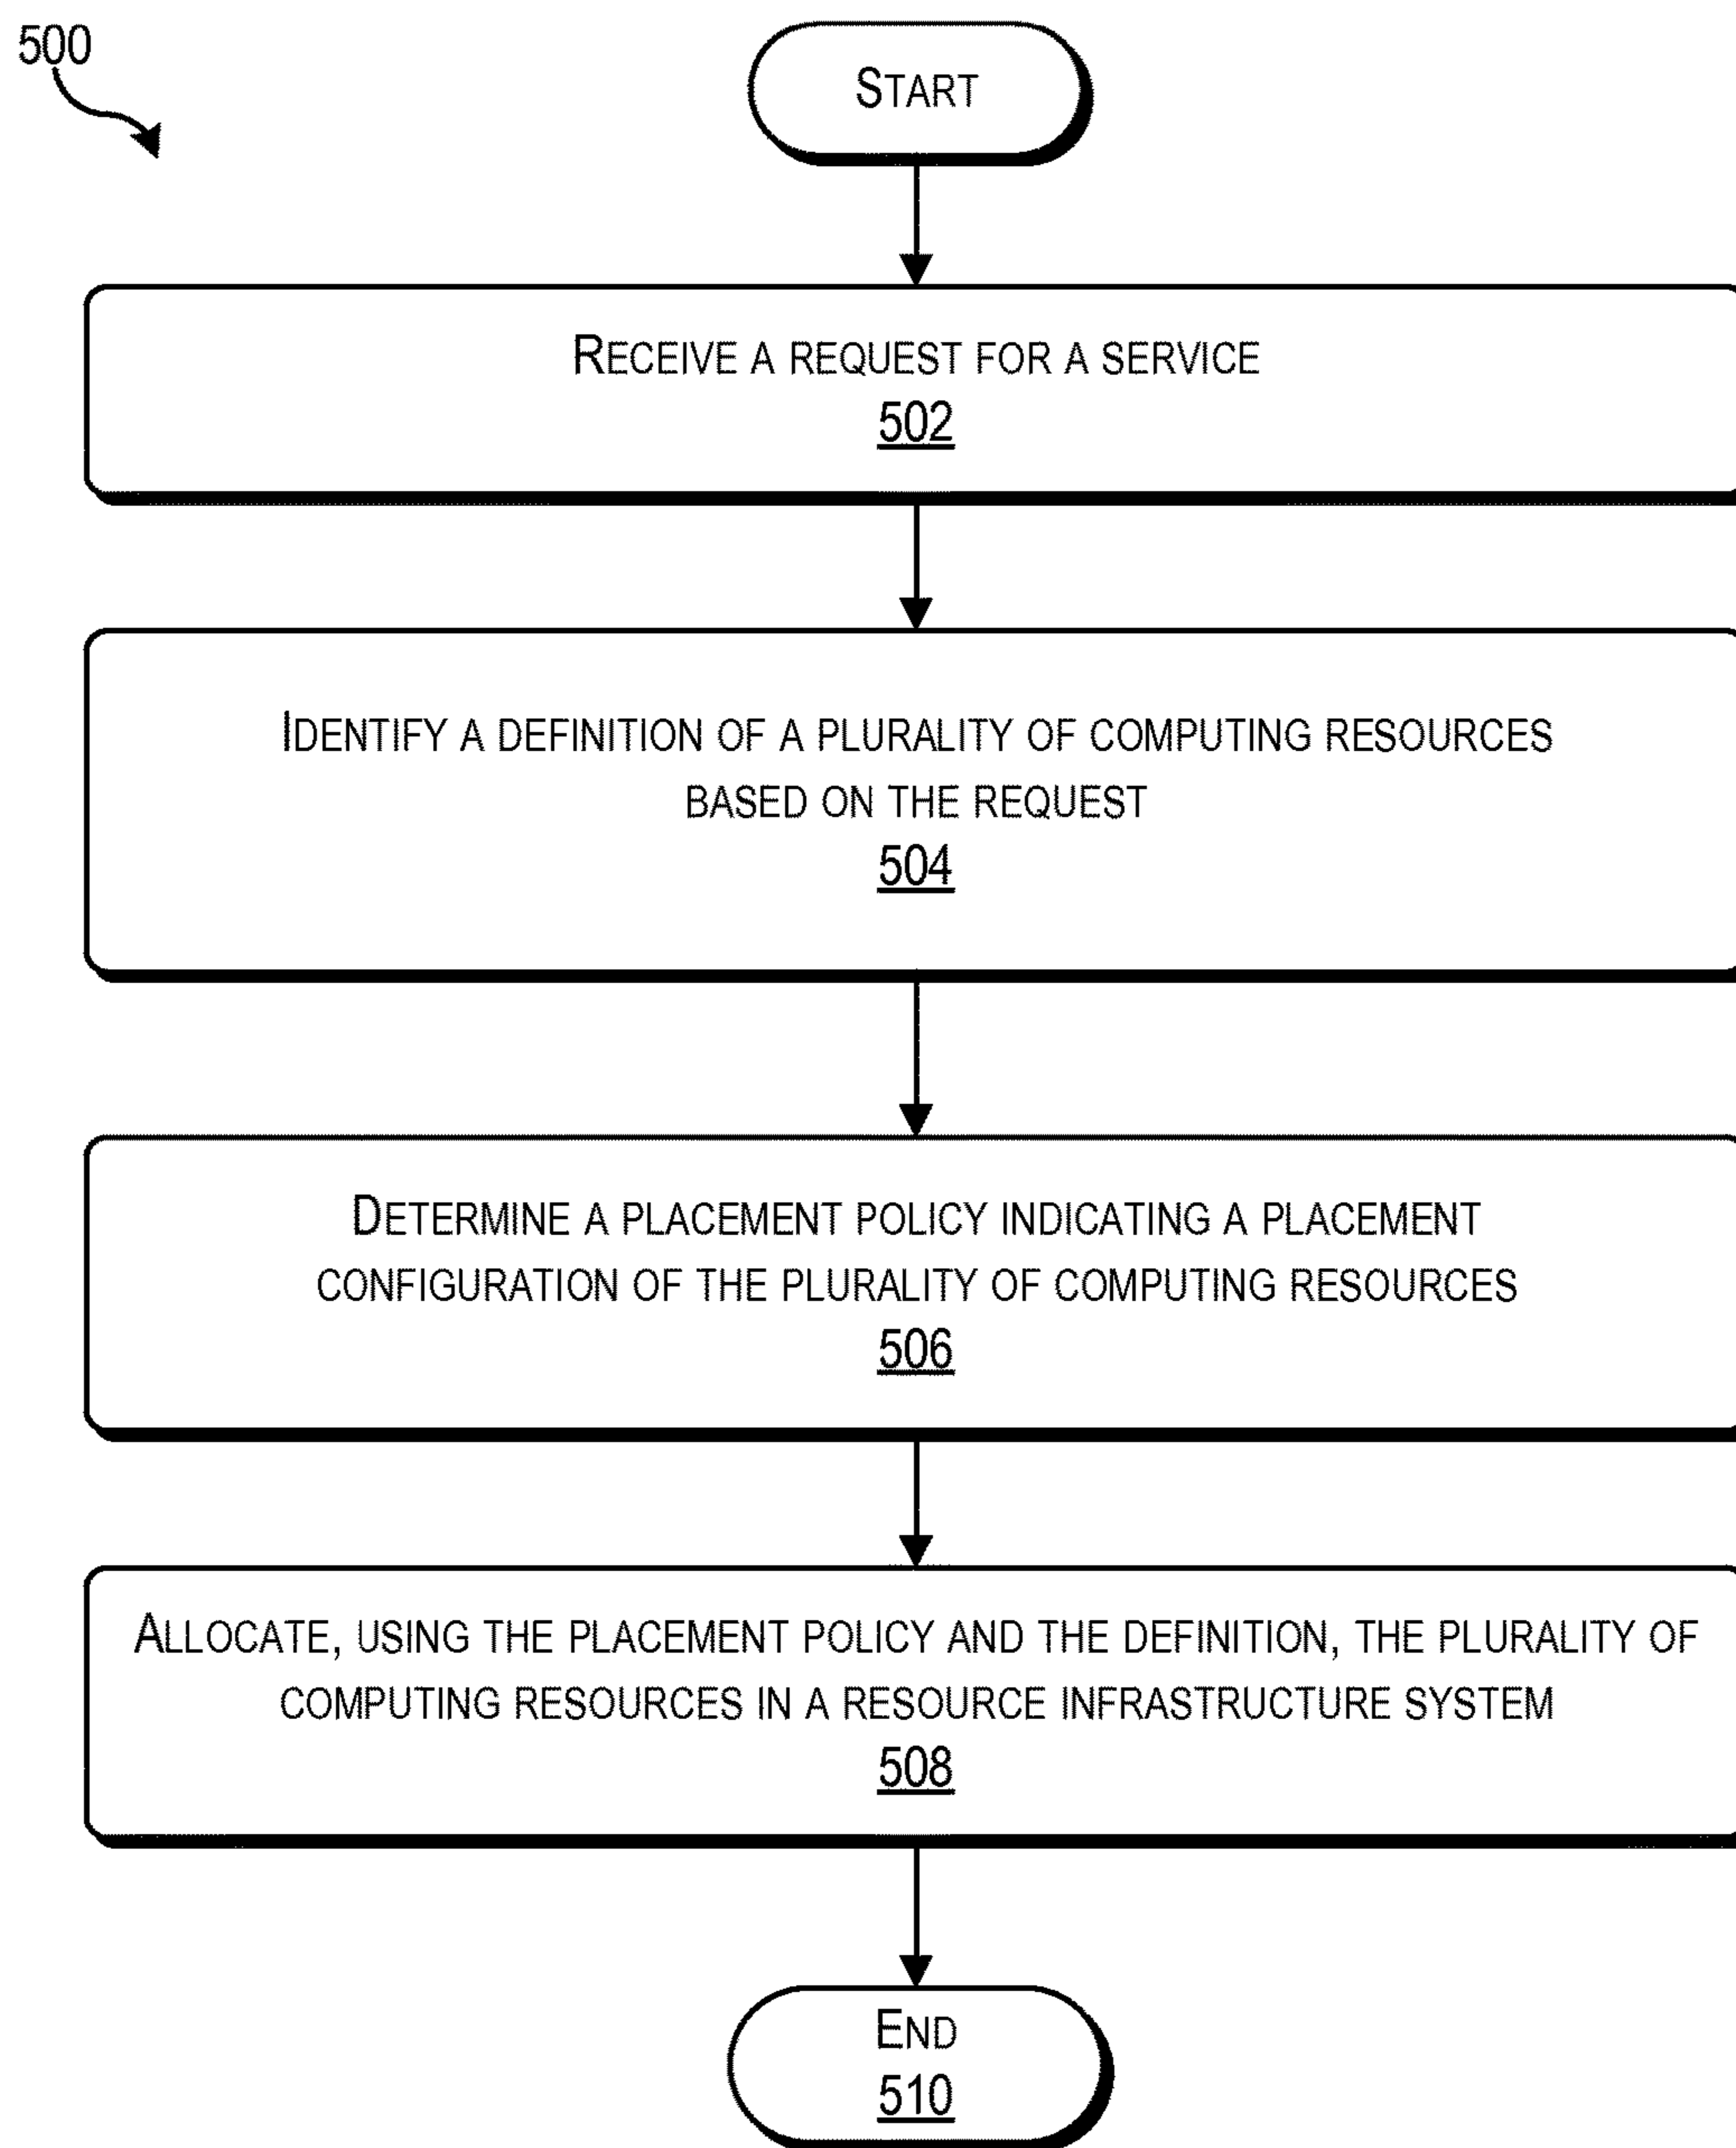 500
START
RECEIVE A REQUEST FOR A SERVICE
502
IDENTIFY A DEFINITION OF A PLURALITY OF COMPUTING RESOURCES
BASED ON THE REQUEST
504
DETERMINE A PLACEMENT POLICY INDICATING A PLACEMENT
CONFIGURATION OF THE PLURALITY OF COMPUTING RESOURCES
506
ALLOCATE, USING THE PLACEMENT POLICY AND THE DEFINITION, THE PLURALITY OF
COMPUTING RESOURCES IN A RESOURCE INFRASTRUCTURE SYSTEM
508
END
510